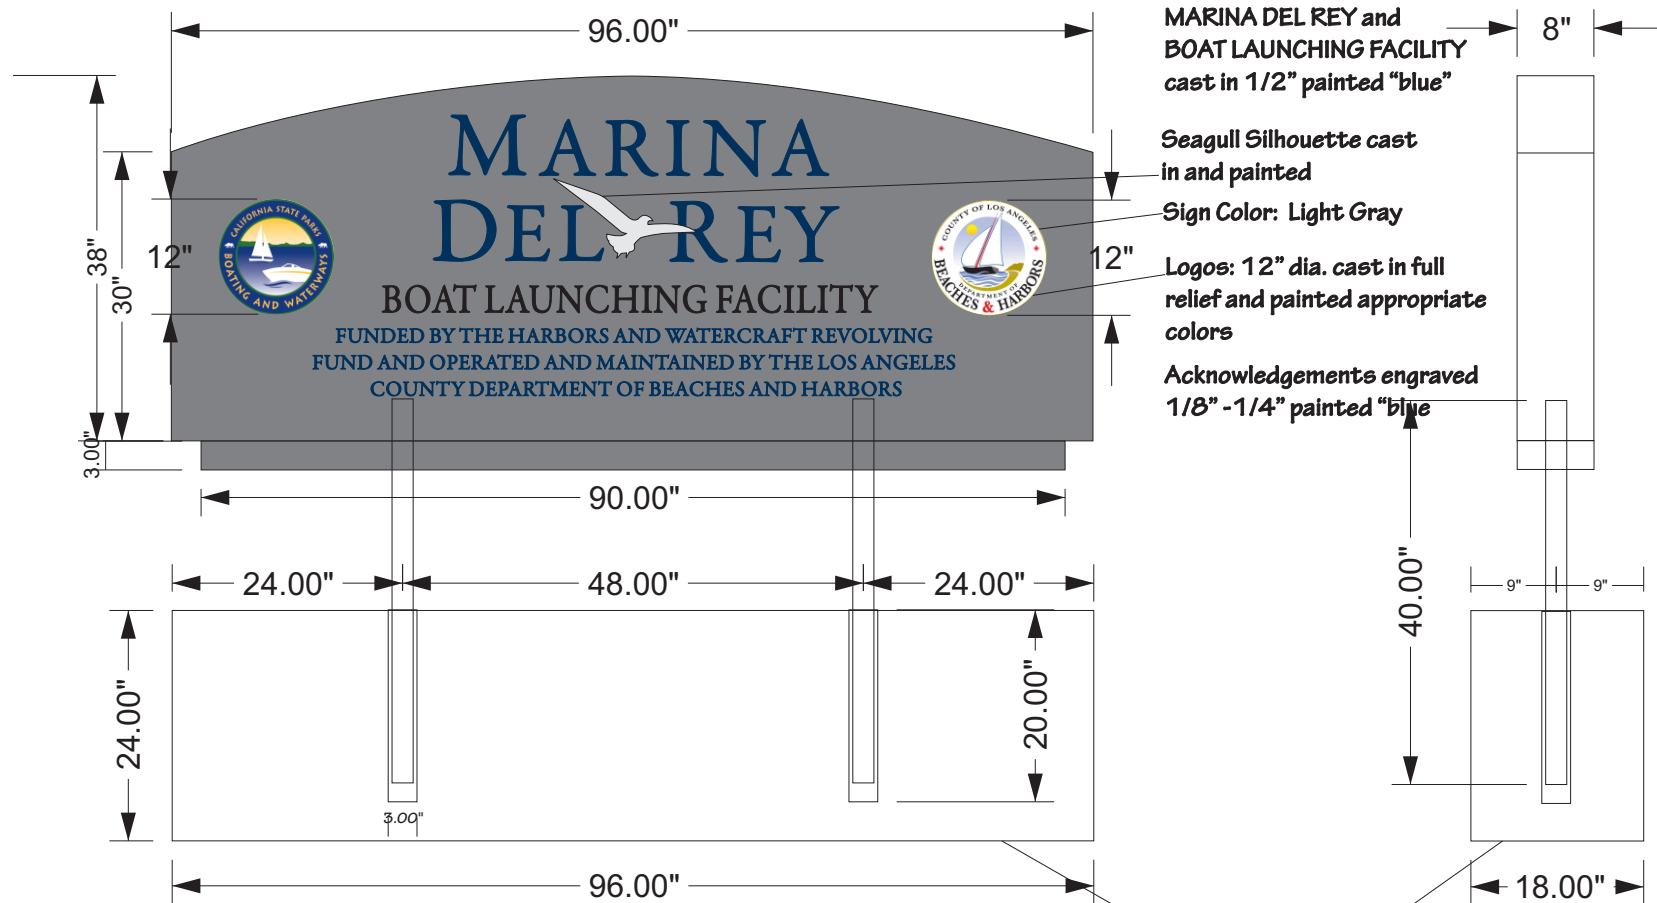 96.00"
MARINA DEL REY and
BOAT LAUNCHING FACILITY
cast in 1/2” painted “blue”
8"
Seagull Silhouette cast
in and painted
Sign Color: Light Gray
Logos: 12” dia. cast in full
relief and painted appropriate
colors
Acknowledgements engraved
1/8” -1/4” painted “blue
38"
30"
12"
3.00"
MARINA
DEL REY
BOAT LAUNCHING FACILITY
FUNDED BY THE HARBORS AND WATERCRAFT REVOLVING
FUND AND OPERATED AND MAINTAINED BY THE LOS ANGELES
COUNTY DEPARTMENT OF BEACHES AND HARBORS
CALIFORNIA STATE PARKS
BOATING AND WATERWAYS
COUNTY OF LOS ANGELES
DEPARTMENT OF
BEACHES & HARBORS
12"
90.00"
24.00"
48.00"
24.00"
24.00"
20.00"
3.00"
96.00"
40.00"
9"
9"
18.00"